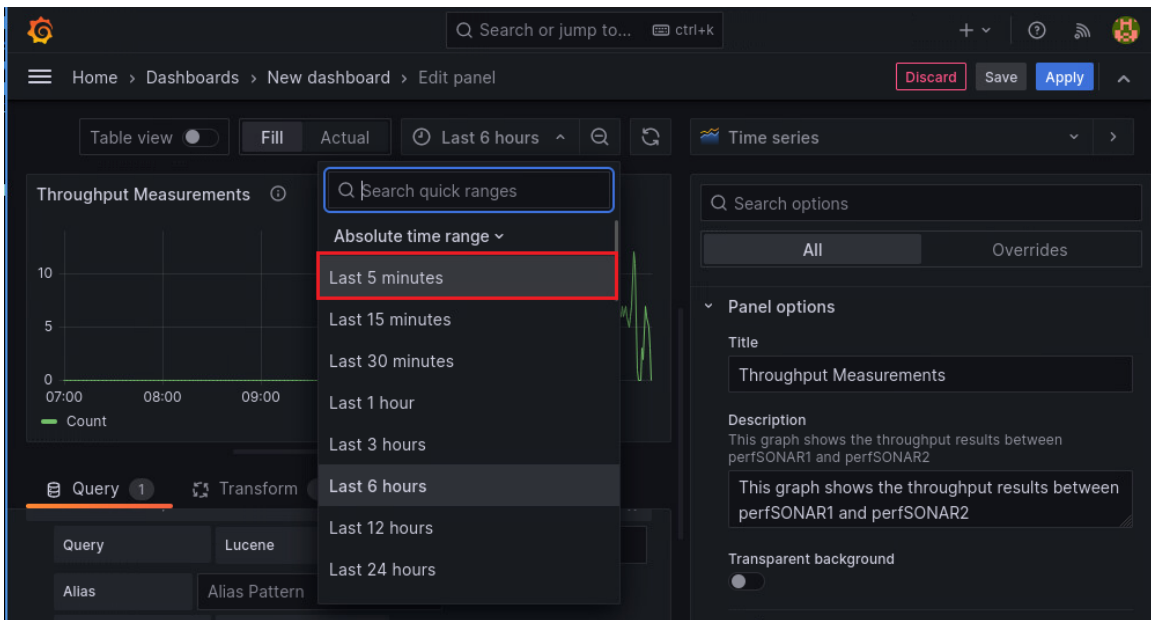 Search or jump to... ctrl+k
Home › Dashboards › New dashboard › Edit panel
Discard Save Apply
Table view Fill Actual Last 6 hours
Time series
Throughput Measurements
10
5
0
07:00 08:00 09:00
Count
Search quick ranges
Absolute time range
Last 5 minutes
Last 15 minutes
Last 30 minutes
Last 1 hour
Last 3 hours
Last 6 hours
Last 12 hours
Last 24 hours
Query 1 Transform
Query Lucene
Alias Alias Pattern
Search options
All Overrides
Panel options
Title
Throughput Measurements
Description
This graph shows the throughput results between
perfSONAR1 and perfSONAR2
This graph shows the throughput results between
perfSONAR1 and perfSONAR2
Transparent background